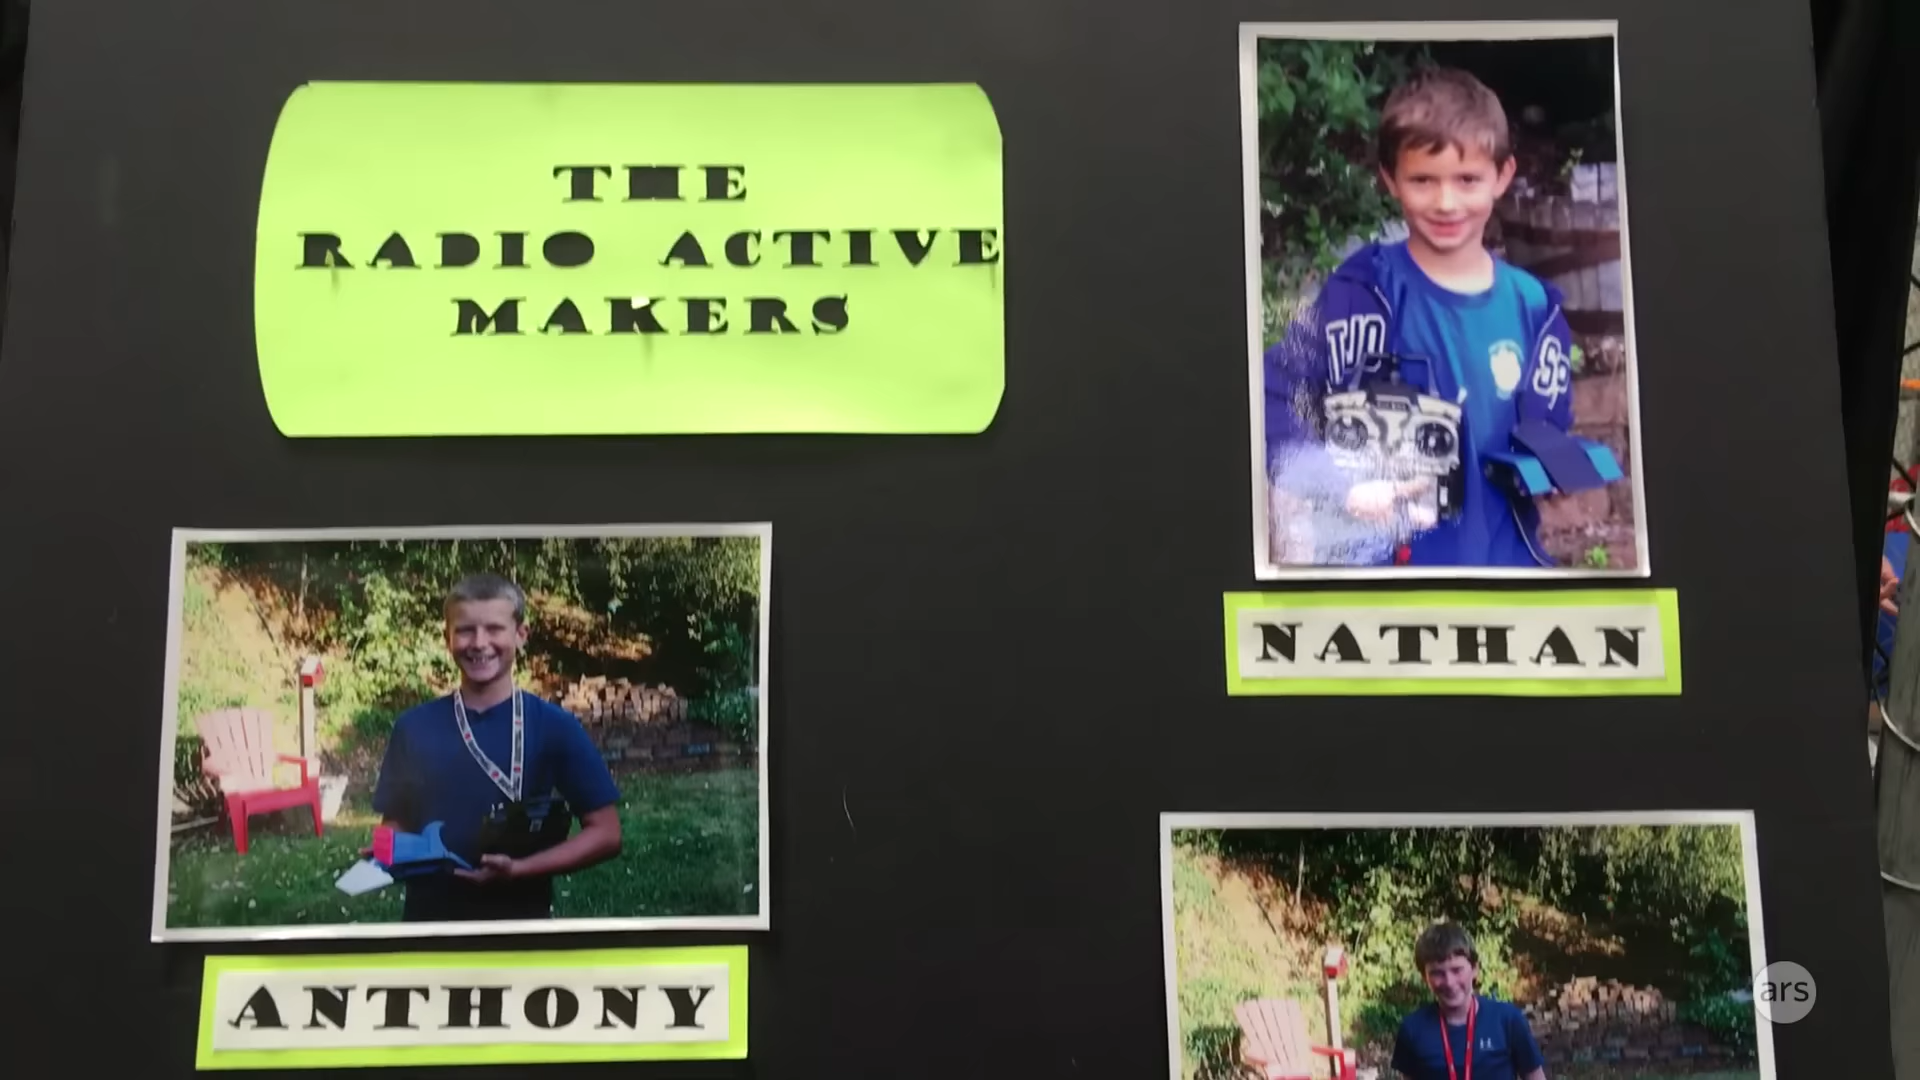 THE
RADIO ACTIVE
MAKERS
NATHAN
ANTHONY
ars